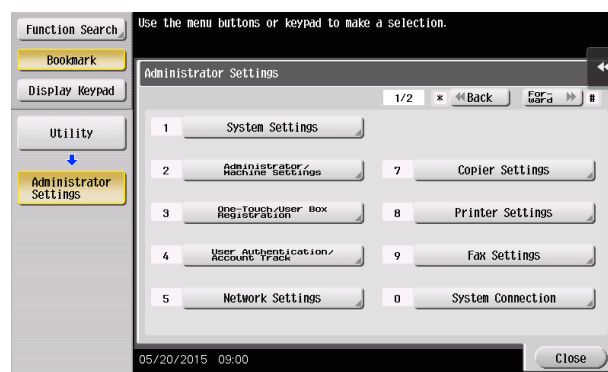 Function Search
Use the menu buttons or keypad to make a selection.
Bookmark
Display Keypad
Utility
Administrator
Settings
Administrator Settings
1/2 * Back For-
ward #
1 System Settings
2 Administrator/
Machine Settings
7 Copier Settings
3 One-Touch/User Box
Registration
8 Printer Settings
4 User Authentication/
Account Track
9 Fax Settings
5 Network Settings
0 System Connection
05/20/2015 09:00
Close